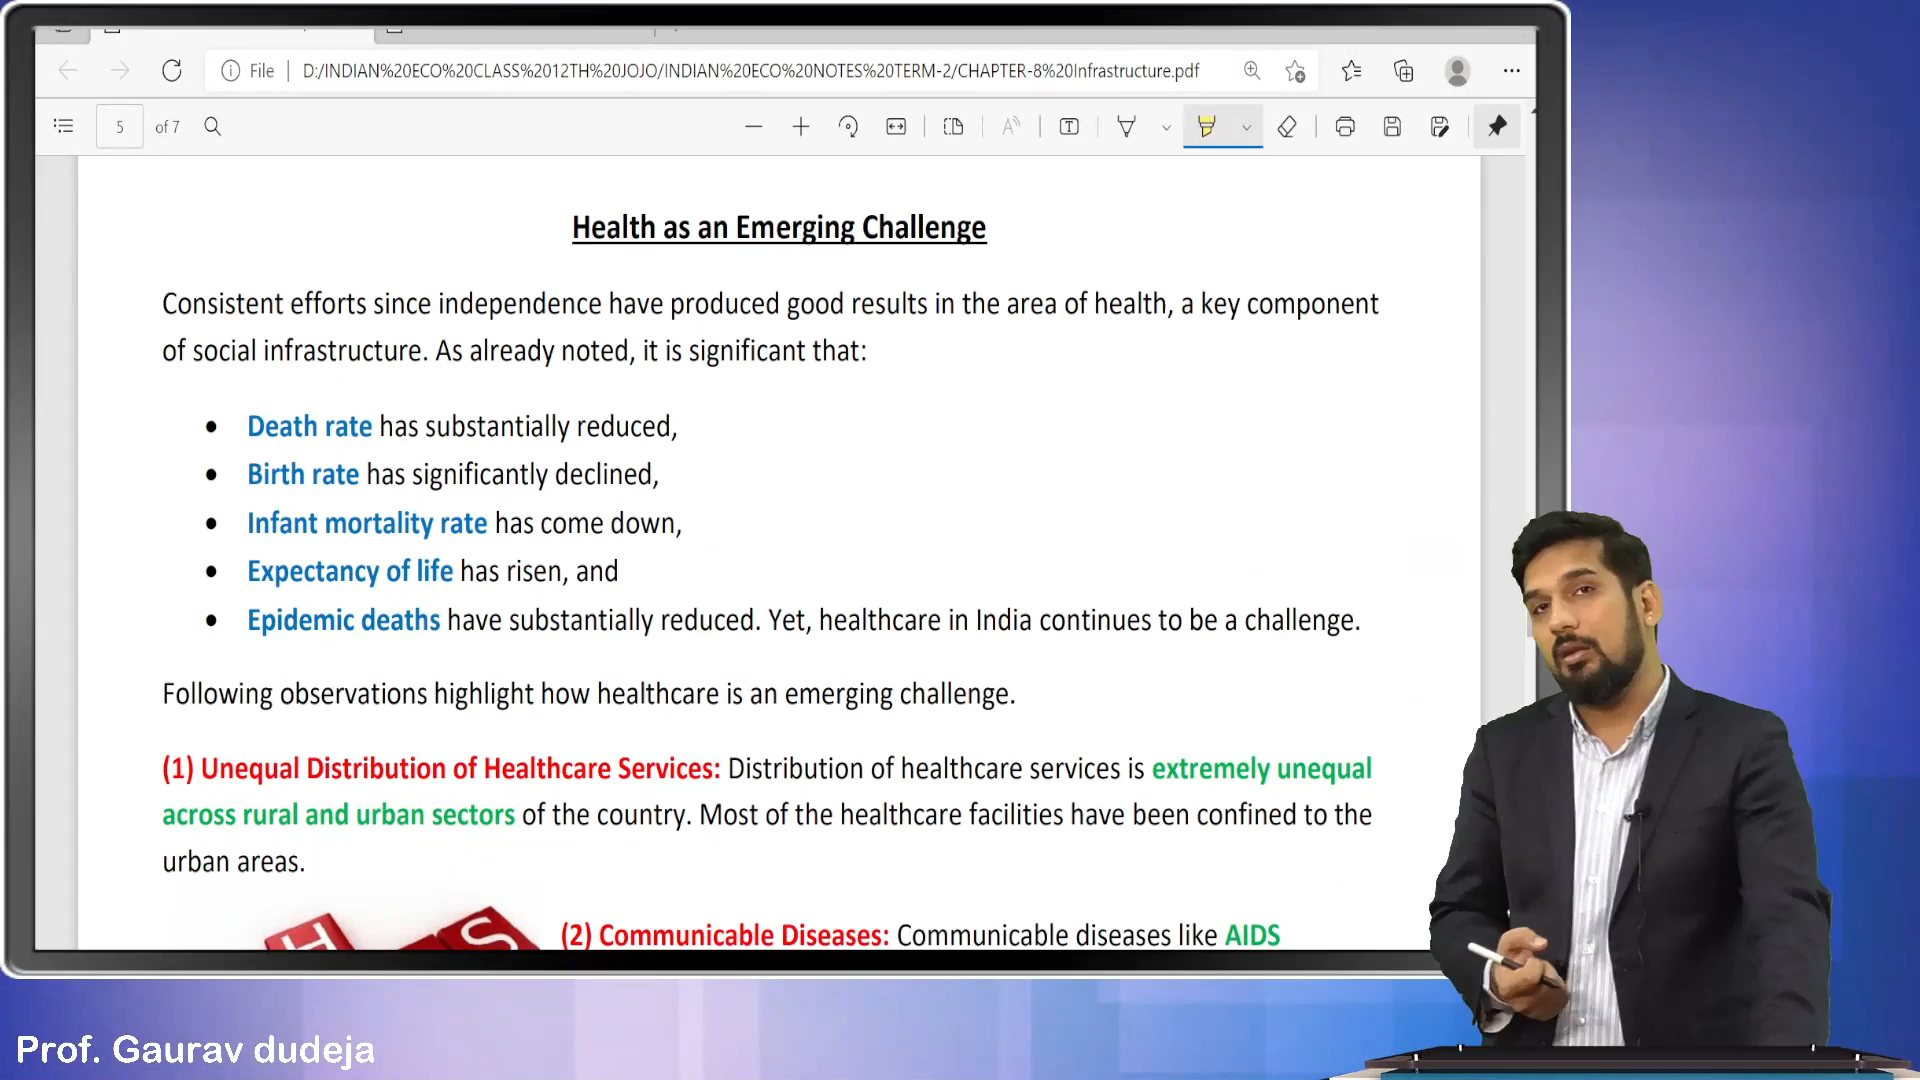 File
D:/INDIAN%20ECO%20CLASS%2012TH%20JOJO/INDIAN%20ECO%20NOTES%20TERM-2/CHAPTER-8%20Infrastructure.pdf
5 of 7
Health as an Emerging Challenge
Consistent efforts since independence have produced good results in the area of health, a key component
of social infrastructure. As already noted, it is significant that:
• Death rate has substantially reduced,
• Birth rate has significantly declined,
• Infant mortality rate has come down,
• Expectancy of life has risen, and
• Epidemic deaths have substantially reduced. Yet, healthcare in India continues to be a challenge.
Following observations highlight how healthcare is an emerging challenge.
(1) Unequal Distribution of Healthcare Services: Distribution of healthcare services is extremely unequal
across rural and urban sectors of the country. Most of the healthcare facilities have been confined to the
urban areas.
H S
(2) Communicable Diseases: Communicable diseases like AIDS
Prof. Gaurav dudeja